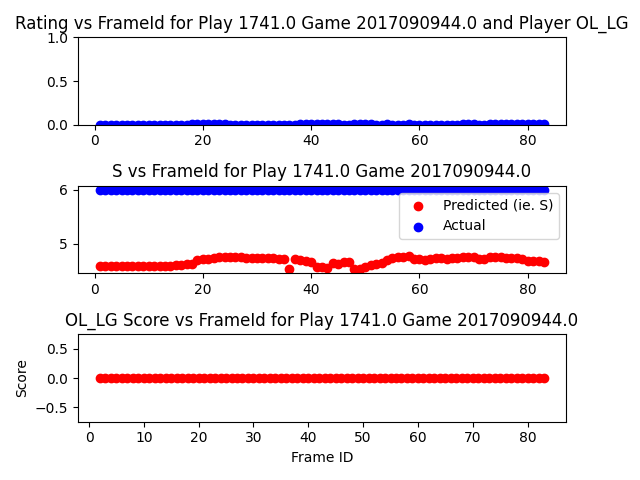 Rating vs FrameId for Play 1741.0 Game 2017090944.0 and Player OL_LG
1.0
0.5
0.0
0 20 40 60 80
S vs FrameId for Play 1741.0 Game 2017090944.0
6
5
Predicted (ie. S)
Actual
0 20 40 60 80
OL_LG Score vs FrameId for Play 1741.0 Game 2017090944.0
Score
0.5
0.0
−0.5
0 10 20 30 40 50 60 70 80
Frame ID